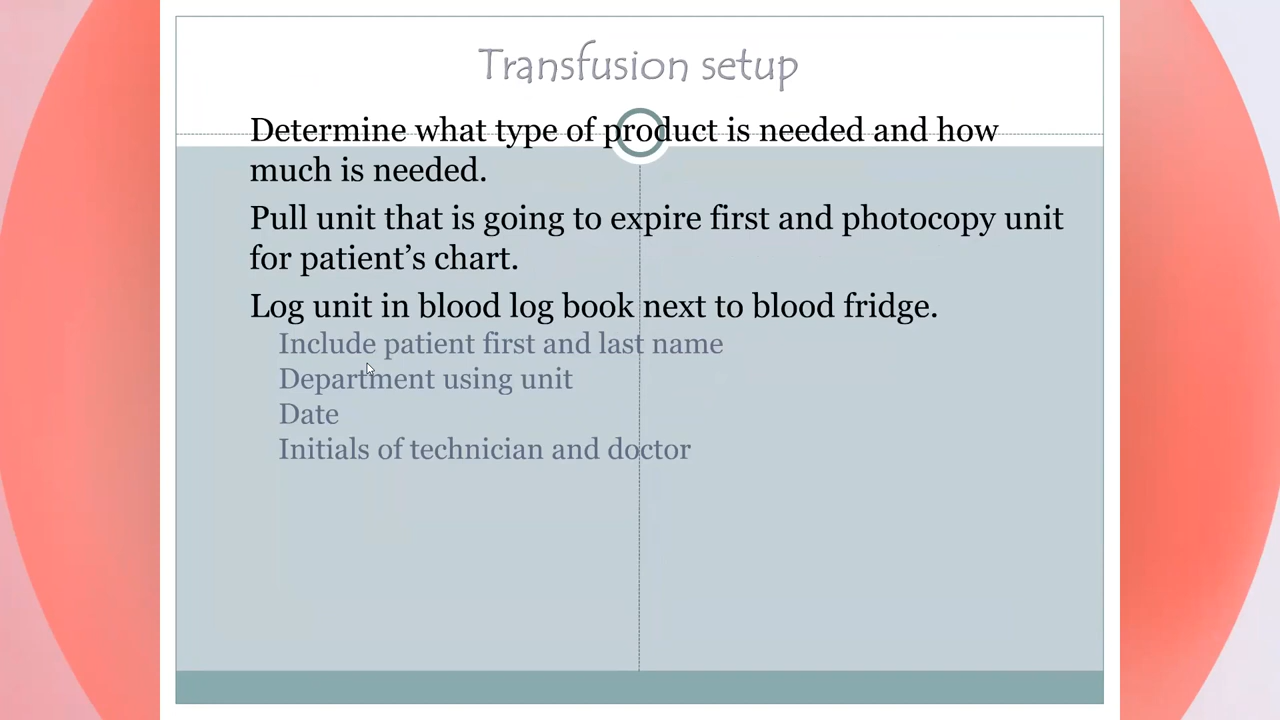 Transfusion setup
Determine what type of product is needed and how
much is needed.
Pull unit that is going to expire first and photocopy unit
for patient’s chart.
Log unit in blood log book next to blood fridge.
Include patient first and last name
Department using unit
Date
Initials of technician and doctor